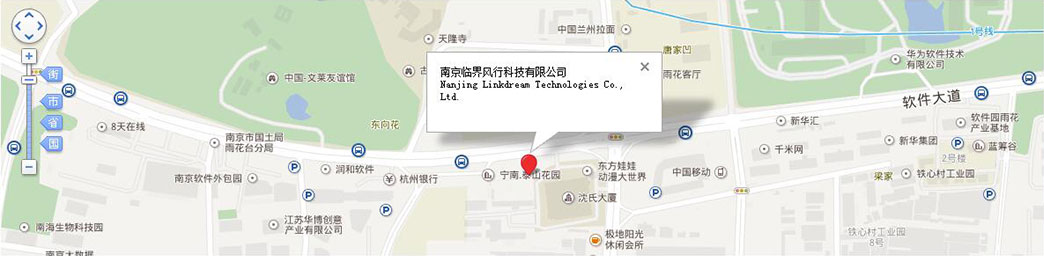 中国兰州拉面
1号线
天隆寺
唐家凹
华为软件技术
有限公司
街
市
省
国
中国-文莱友谊馆
古
雨花客厅
南京临界风行科技有限公司
Nanjing Linkdream Technologies Co.,
Ltd.
软件大道
8天在线
东向花
新华汇
软件园雨花
产业基地
南京市国土局
雨花台分局
新华集团
2号楼
蓝筹谷
千米网
润和软件
南京软件外包园
杭州银行
宁南.泰山花园
东方娃娃
动漫大世界
中国移动
梁家
铁心村工业园
沈氏大厦
南海生物科技园
江苏华博创意
产业有限公司
极地阳光
休闲会所
铁心村工业园
8号
南京大数据
P
P
P
P
P
P
P